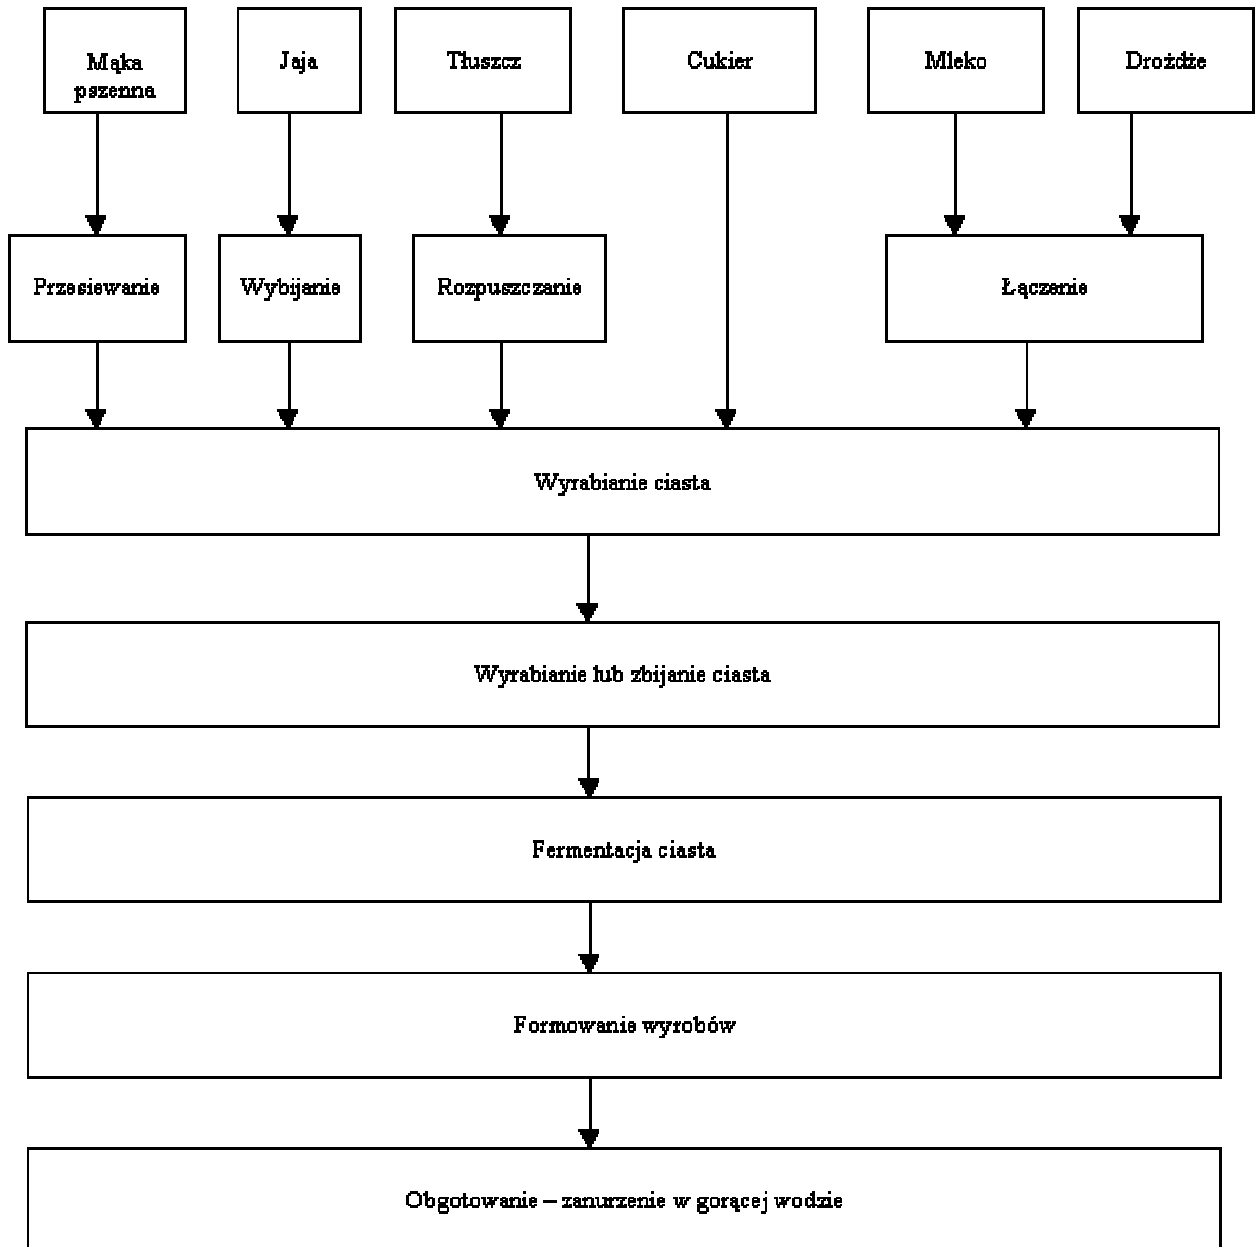 Mąka
pszenna
Jaja
Tłuszcz
Cukier
Mleko
Drożdże
Przesiewanie
Wybijanie
Rozpuszczanie
Łączenie
Wyrabianie ciasta
Wyrabianie lub zbijanie ciasta
Fermentacja ciasta
Formowanie wyrobów
Obgotowanie – zanurzenie w gorącej wodzie